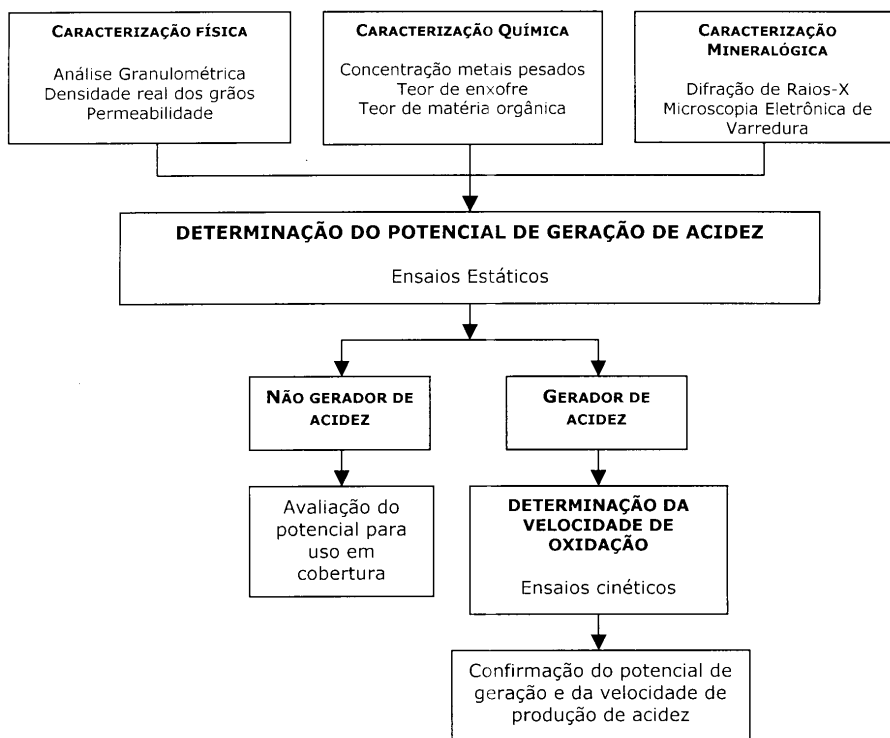 CARACTERIZAÇÃO FÍSICA
Análise Granulométrica
Densidade real dos grãos
Permeabilidade
CARACTERIZAÇÃO QUÍMICA
Concentração metais pesados
Teor de enxofre
Teor de matéria orgânica
CARACTERIZAÇÃO
MINERALÓGICA
Difração de Raios-X
Microscopia Eletrônica de
Varredura
DETERMINAÇÃO DO POTENCIAL DE GERAÇÃO DE ACIDEZ
Ensaios Estáticos
NÃO GERADOR DE
ACIDEZ
GERADOR DE
ACIDEZ
Avaliação do
potencial para
uso em
cobertura
DETERMINAÇÃO DA
VELOCIDADE DE
OXIDAÇÃO
Ensaios cinéticos
Confirmação do potencial de
geração e da velocidade de
produção de acidez